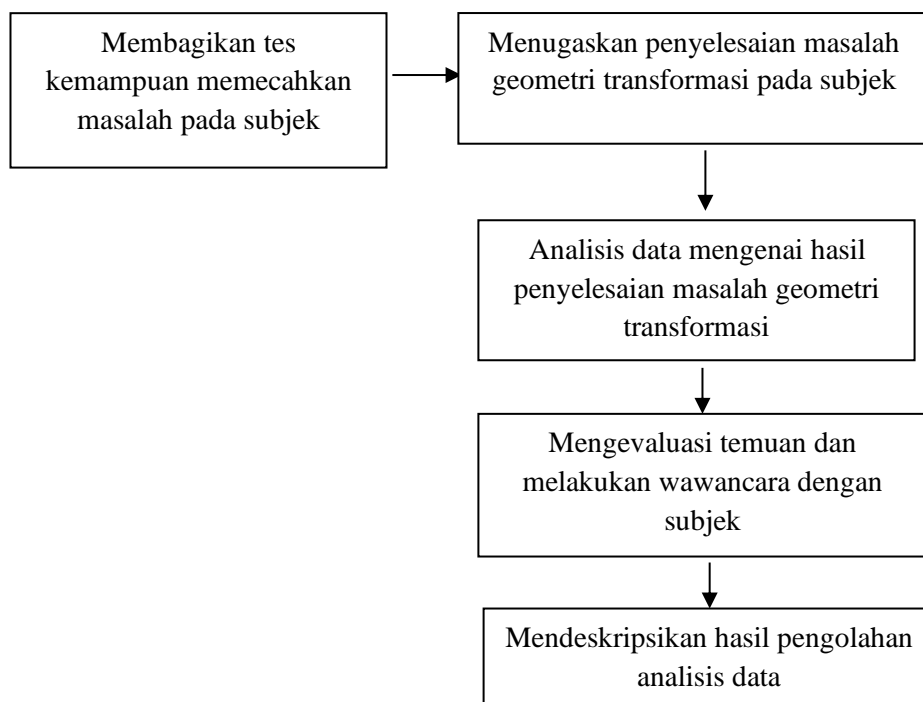 Membagikan tes
kemampuan memecahkan
masalah pada subjek
Menugaskan penyelesaian masalah
geometri transformasi pada subjek
Analisis data mengenai hasil
penyelesaian masalah geometri
transformasi
Mengevaluasi temuan dan
melakukan wawancara dengan
subjek
Mendeskripsikan hasil pengolahan
analisis data